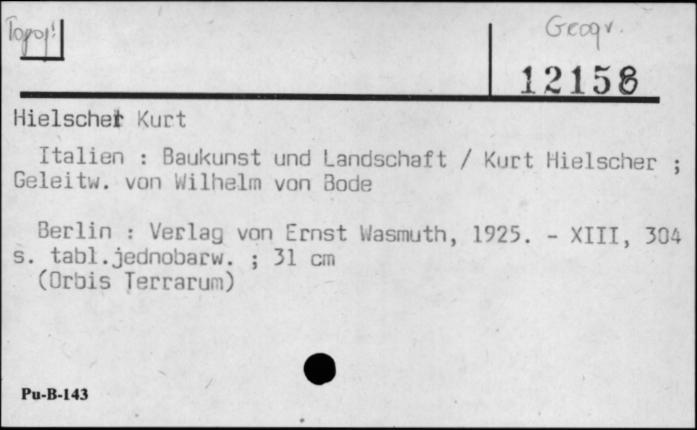 Topogr.
Geogr.
12158
Hielscher Kurt
Italien : Baukunst und Landschaft / Kurt Hielscher ;
Geleitw. von Wilhelm von Bode
Berlin : Verlag von Ernst Wasmuth, 1925. - XIII, 304
s. tabl.jednobarw. ; 31 cm
(Orbis Terrarum)
Pu-B-143